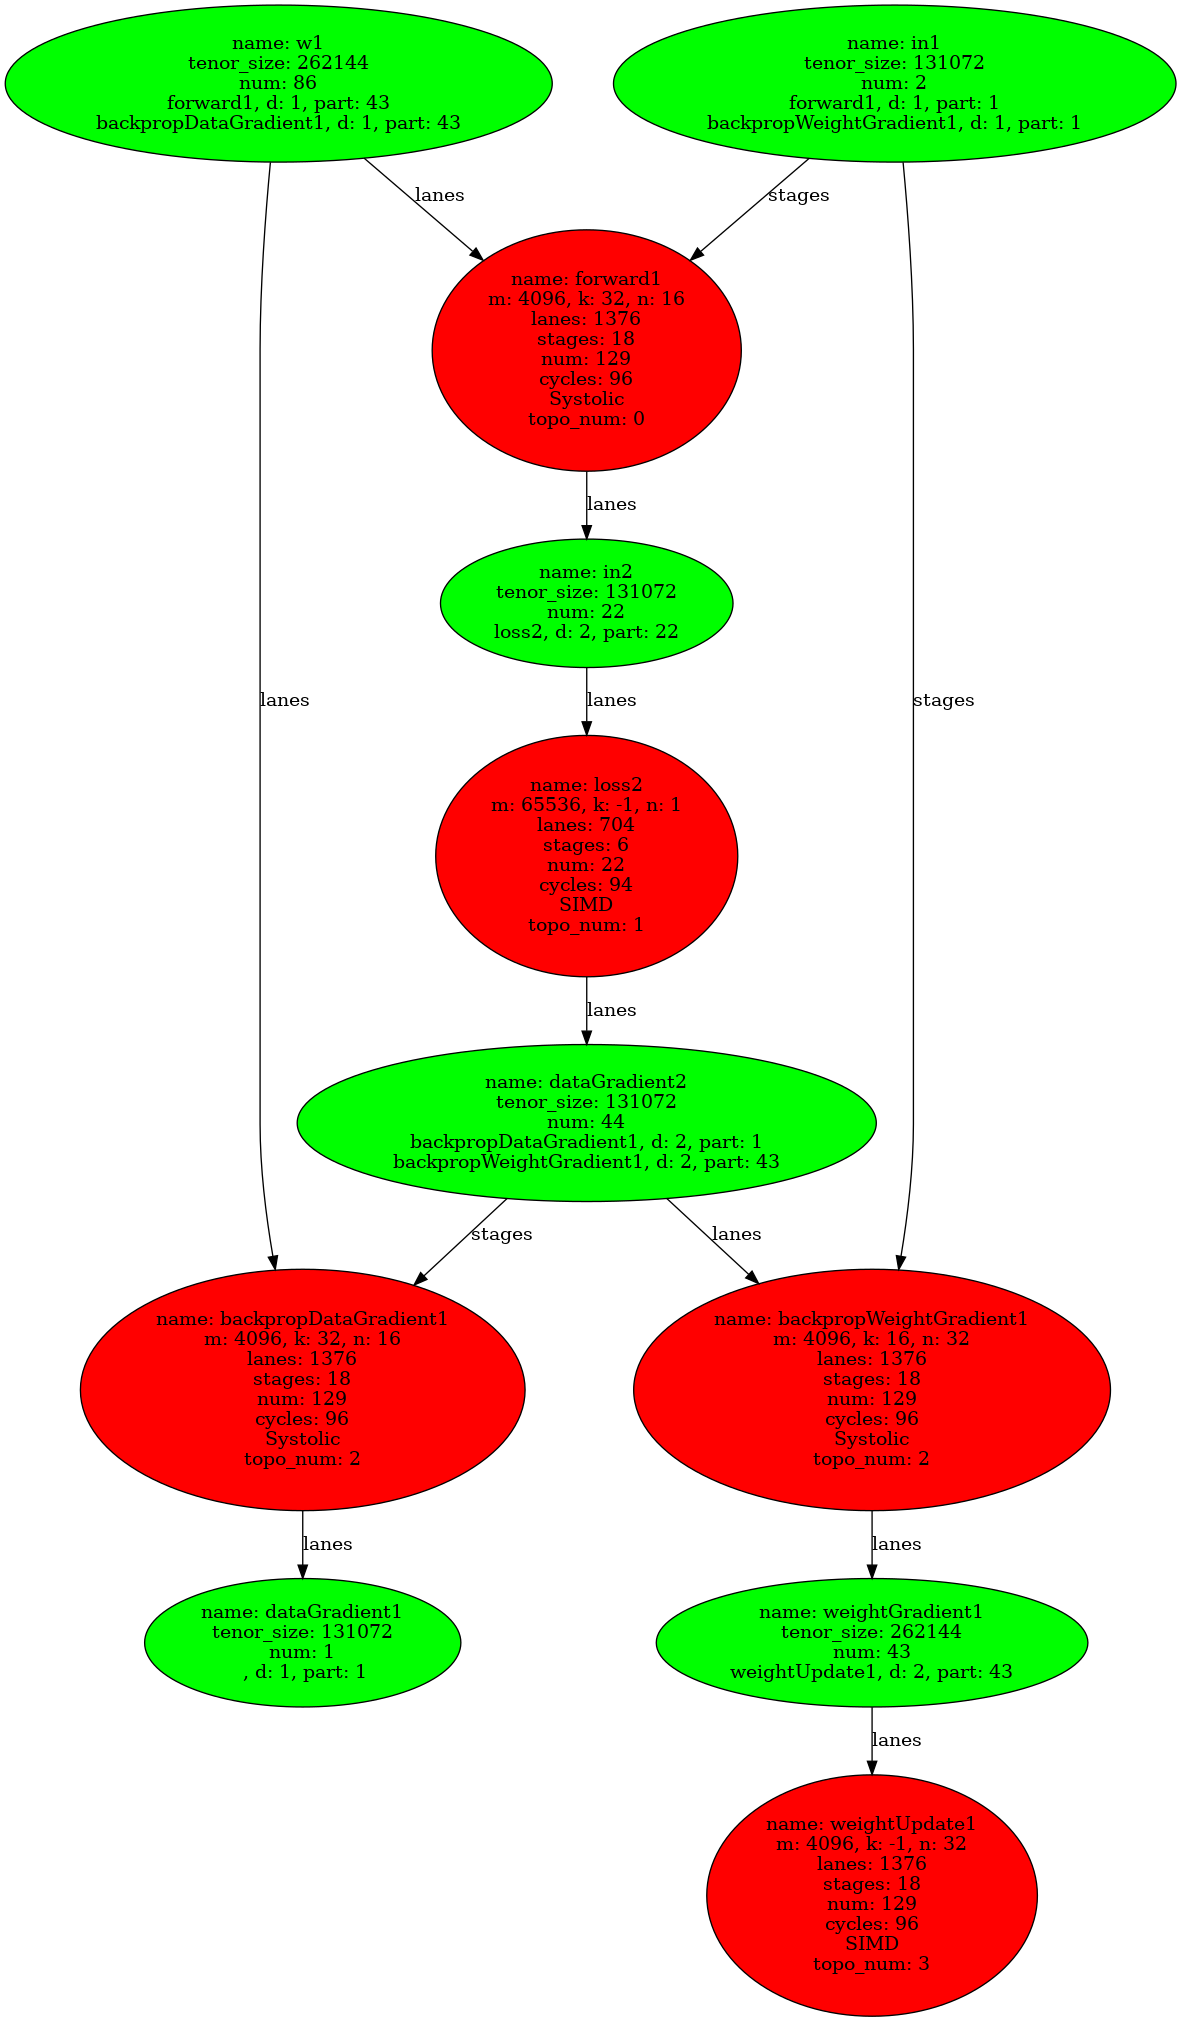 name: w1
tenor_size: 262144
num: 86
forward1, d: 1, part: 43
backpropDataGradient1, d: 1, part: 43
name: in1
tenor_size: 131072
num: 2
forward1, d: 1, part: 1
backpropWeightGradient1, d: 1, part: 1
lanes
stages
name: forward1
m: 4096, k: 32, n: 16
lanes: 1376
stages: 18
num: 129
cycles: 96
Systolic
topo_num: 0
lanes
name: in2
tenor_size: 131072
num: 22
loss2, d: 2, part: 22
lanes
lanes
stages
name: loss2
m: 65536, k: -1, n: 1
lanes: 704
stages: 6
num: 22
cycles: 94
SIMD
topo_num: 1
lanes
name: dataGradient2
tenor_size: 131072
num: 44
backpropDataGradient1, d: 2, part: 1
backpropWeightGradient1, d: 2, part: 43
stages
lanes
name: backpropDataGradient1
m: 4096, k: 32, n: 16
lanes: 1376
stages: 18
num: 129
cycles: 96
Systolic
topo_num: 2
name: backpropWeightGradient1
m: 4096, k: 16, n: 32
lanes: 1376
stages: 18
num: 129
cycles: 96
Systolic
topo_num: 2
lanes
lanes
name: dataGradient1
tenor_size: 131072
num: 1
, d: 1, part: 1
name: weightGradient1
tenor_size: 262144
num: 43
weightUpdate1, d: 2, part: 43
lanes
name: weightUpdate1
m: 4096, k: -1, n: 32
lanes: 1376
stages: 18
num: 129
cycles: 96
SIMD
topo_num: 3